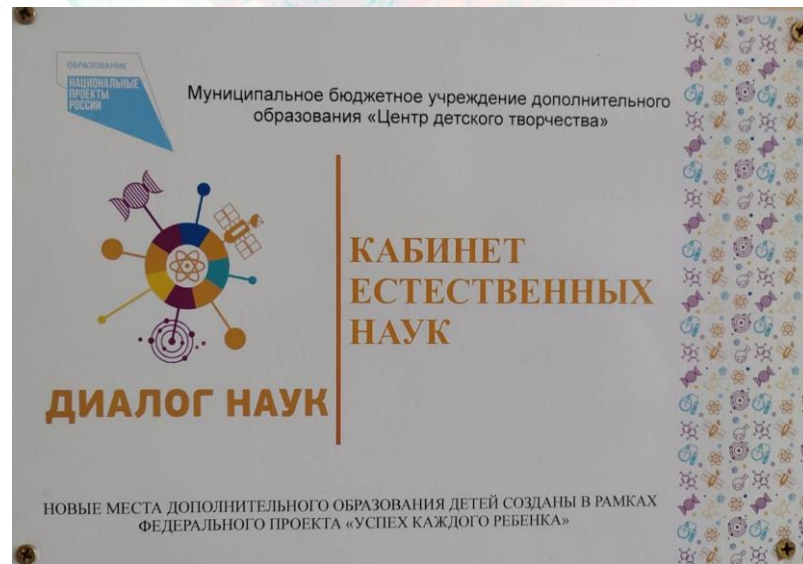 ОБРАЗОВАНИЕ
НАЦИОНАЛЬНЫЕ
ПРОЕКТЫ
РОССИИ
Муниципальное бюджетное учреждение дополнительного
образования «Центр детского творчества»
КАБИНЕТ
ЕСТЕСТВЕННЫХ
НАУК
ДИАЛОГ НАУК
НОВЫЕ МЕСТА ДОПОЛНИТЕЛЬНОГО ОБРАЗОВАНИЯ ДЕТЕЙ СОЗДАНЫ В РАМКАХ
ФЕДЕРАЛЬНОГО ПРОЕКТА «УСПЕХ КАЖДОГО РЕБЕНКА»